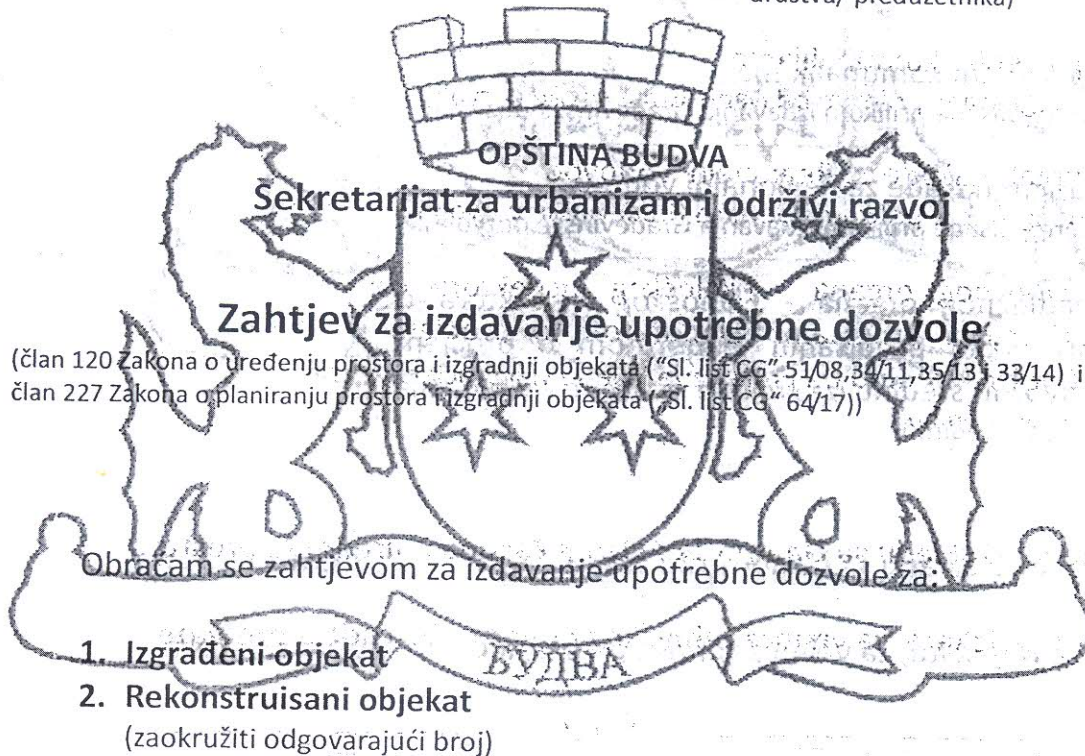 društva/ preduzetnika)
OPŠTINA BUDVA
Sekretarijat za urbanizam i održivi razvoj
Zahtjev za izdavanje upotrebne dozvole
(član 120 Zakona o uređenju prostora i izgradnji objekata ("Sl. list CG". 51/08,34/11,35/13 i 33/14) i
član 227 Zakona o planiranju prostora i izgradnji objekata („Sl. list CG“ 64/17))
Obraćam se zahtjevom za izdavanje upotrebne dozvole za:
1. Izgrađeni objekat
БУДВА
2. Rekonstruisani objekat
(zaokružiti odgovarajući broj)